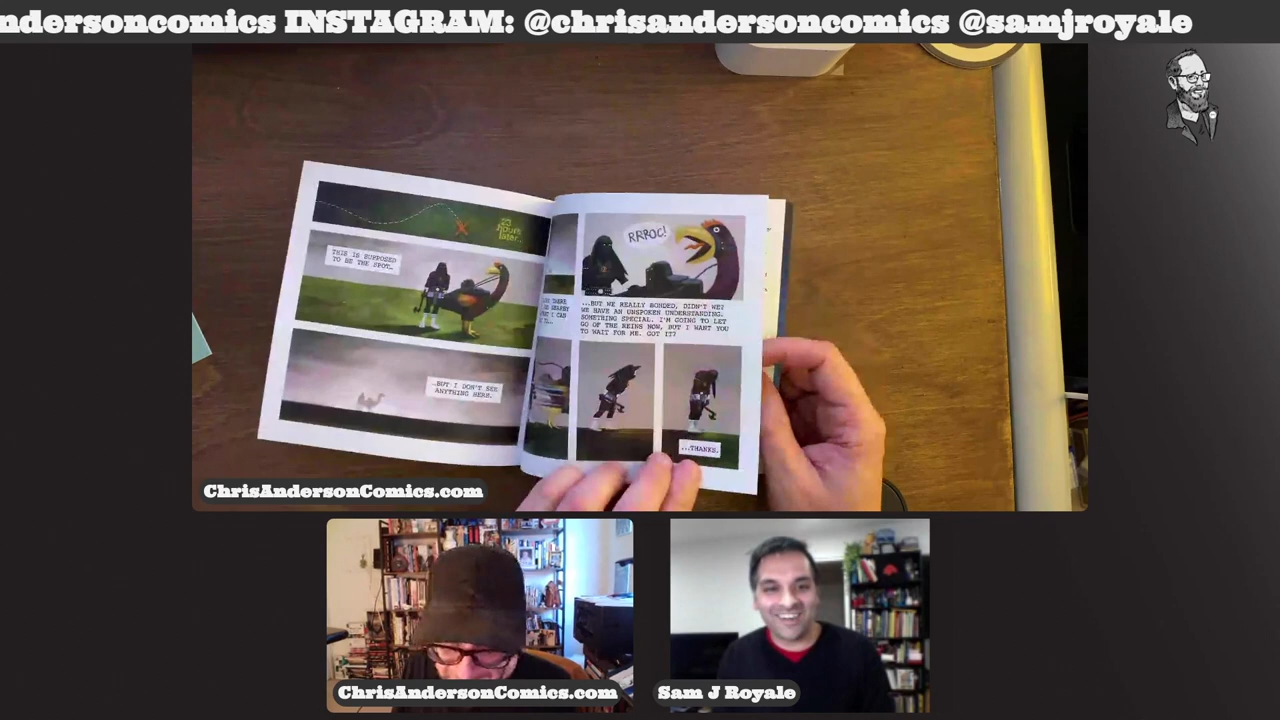 ndersoncomics INSTAGRAM: @chrisandersoncomics @samjroyale
23
hours
later...
THIS IS SUPPOSED
TO BE THE SPOT...
...BUT I DON'T SEE
ANYTHING HERE.
RRROC!
...BUT WE REALLY BONDED, DIDN'T WE?
WE HAVE AN UNSPOKEN UNDERSTANDING.
SOMETHING SPECIAL. I'M GOING TO LET
GO OF THE REINS NOW, BUT I WANT YOU
TO WAIT FOR ME. GOT IT?
...THANKS.
ChrisAndersonComics.com
ChrisAndersonComics.com
Sam J Royale